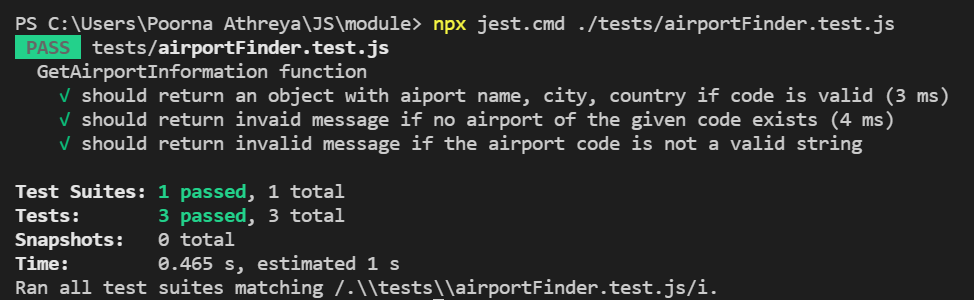 PS C:\Users\Poorna Athreya\JS\module> npx jest.cmd ./tests/airportFinder.test.js
PASS tests/airportFinder.test.js
GetAirportInformation function
√ should return an object with aiport name, city, country if code is valid (3 ms)
√ should return invaid message if no airport of the given code exists (4 ms)
√ should return invalid message if the airport code is not a valid string
Test Suites: 1 passed, 1 total
Tests: 3 passed, 3 total
Snapshots: 0 total
Time: 0.465 s, estimated 1 s
Ran all test suites matching /.\\tests\\airportFinder.test.js/i.